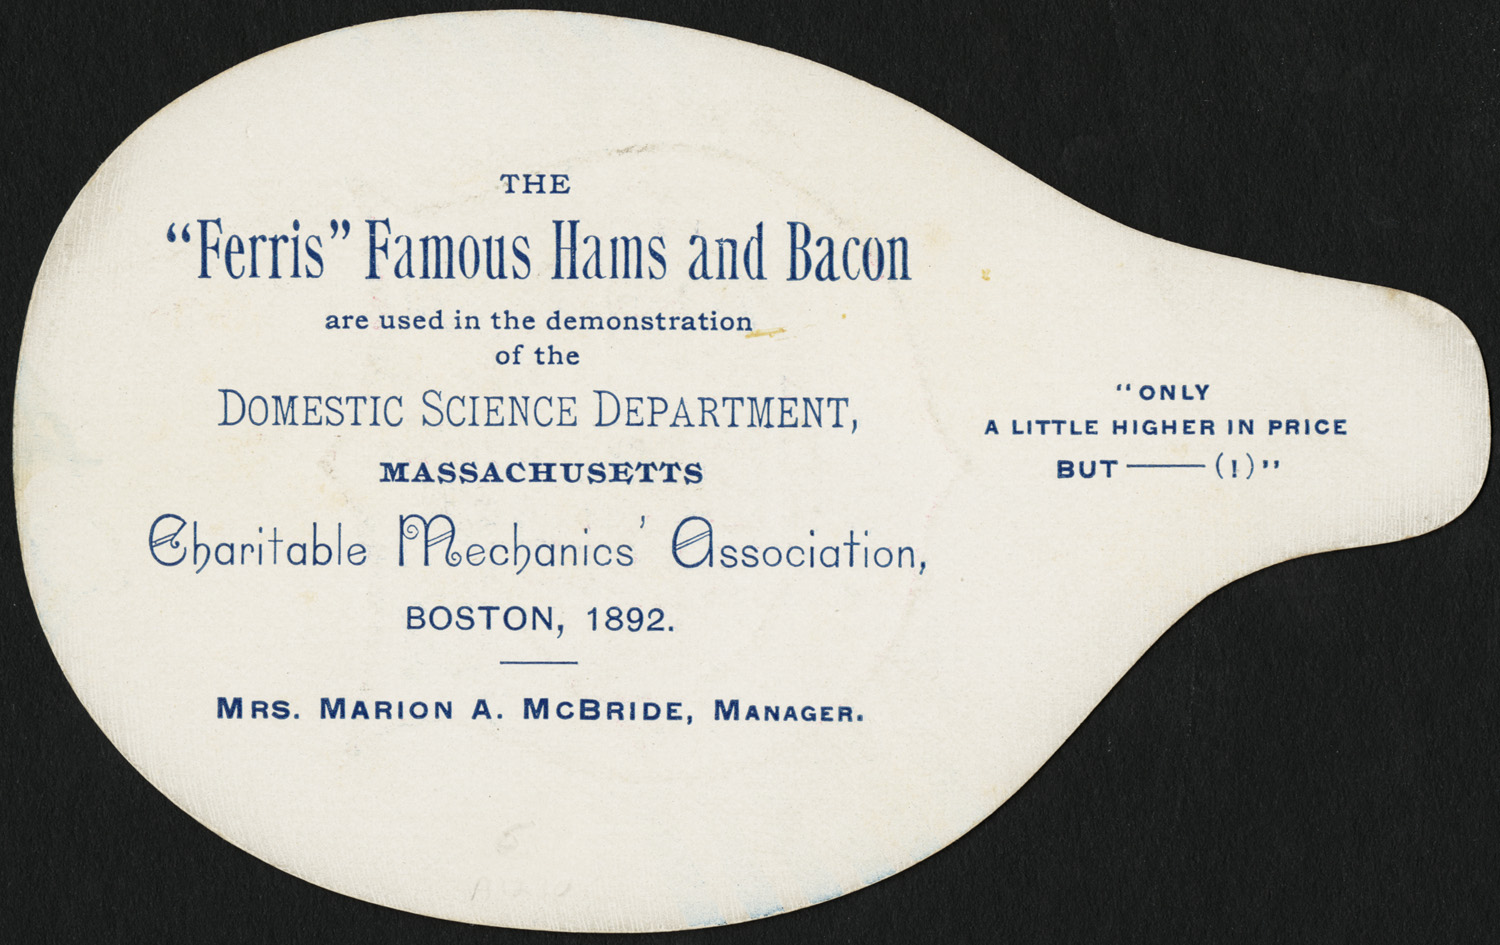 THE
“Ferris” Famous Hams and Bacon
are used in the demonstration
of the
DOMESTIC SCIENCE DEPARTMENT,
MASSACHUSETTS
Charitable Mechanics’ Association,
BOSTON, 1892.
MRS. MARION A. MCBRIDE, MANAGER.
“ONLY
A LITTLE HIGHER IN PRICE
BUT —— (!)”